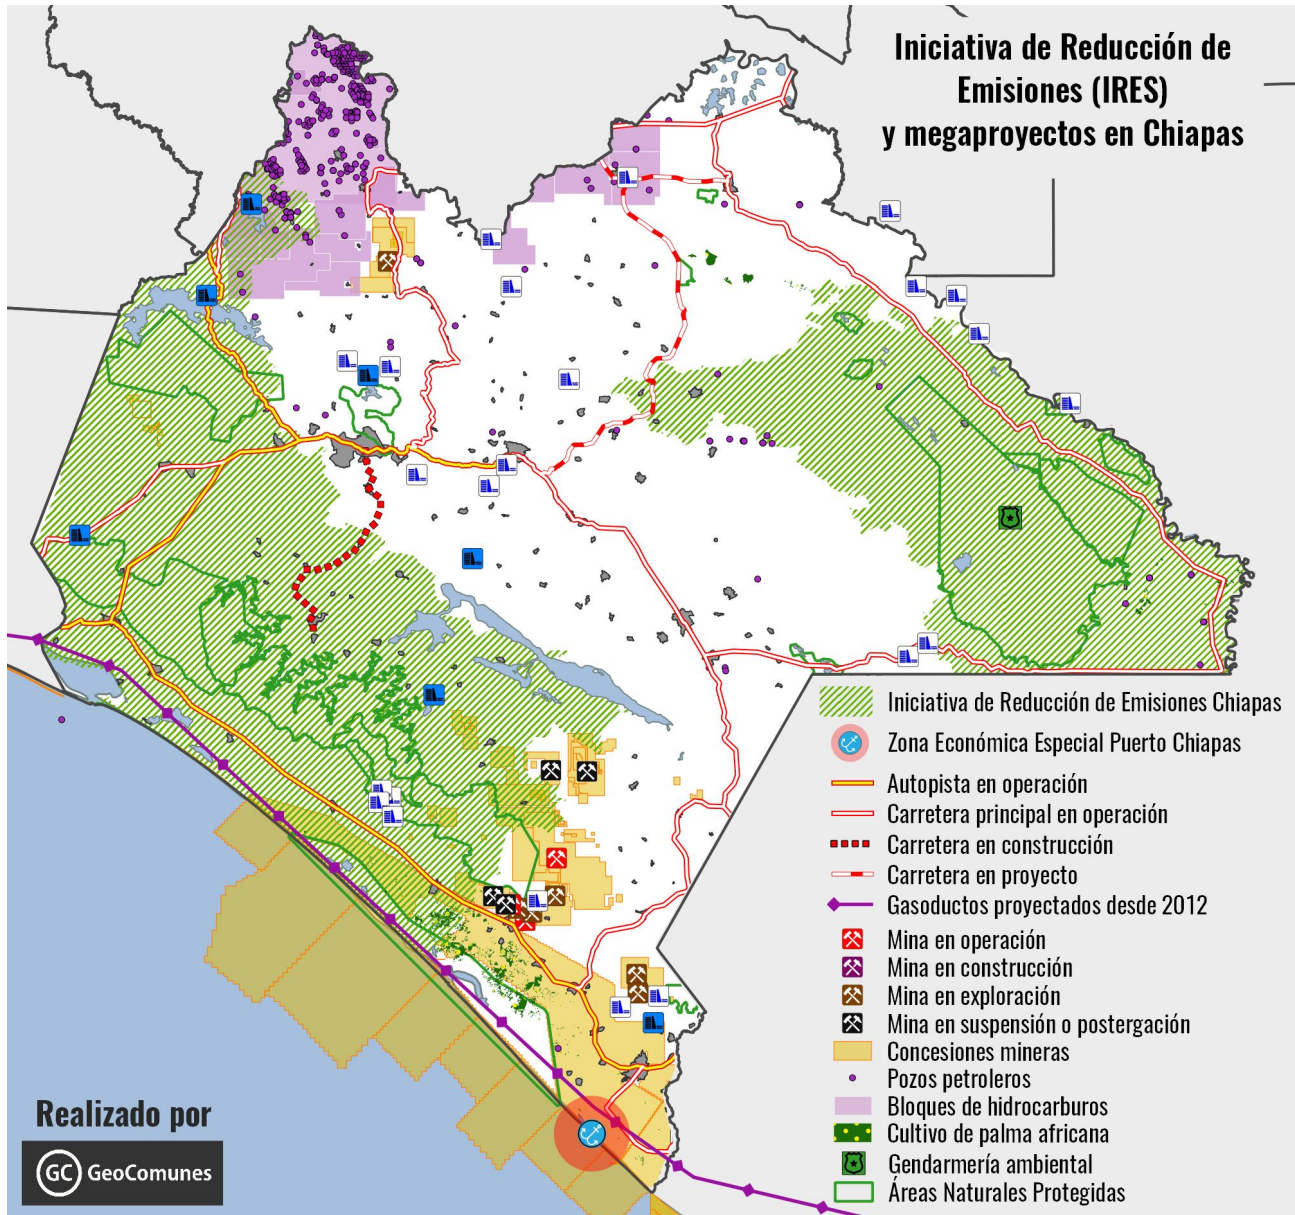 Iniciativa de Reducción de
Emisiones (IRES)
y megaproyectos en Chiapas
Iniciativa de Reducción de Emisiones Chiapas
Zona Económica Especial Puerto Chiapas
Autopista en operación
Carretera principal en operación
Carretera en construcción
Carretera en proyecto
Gasoductos proyectados desde 2012
Mina en operación
Mina en construcción
Mina en exploración
Mina en suspensión o postergación
Concesiones mineras
Pozos petroleros
Bloques de hidrocarburos
Cultivo de palma africana
Gendarmería ambiental
Áreas Naturales Protegidas
Realizado por
GC GeoComunes